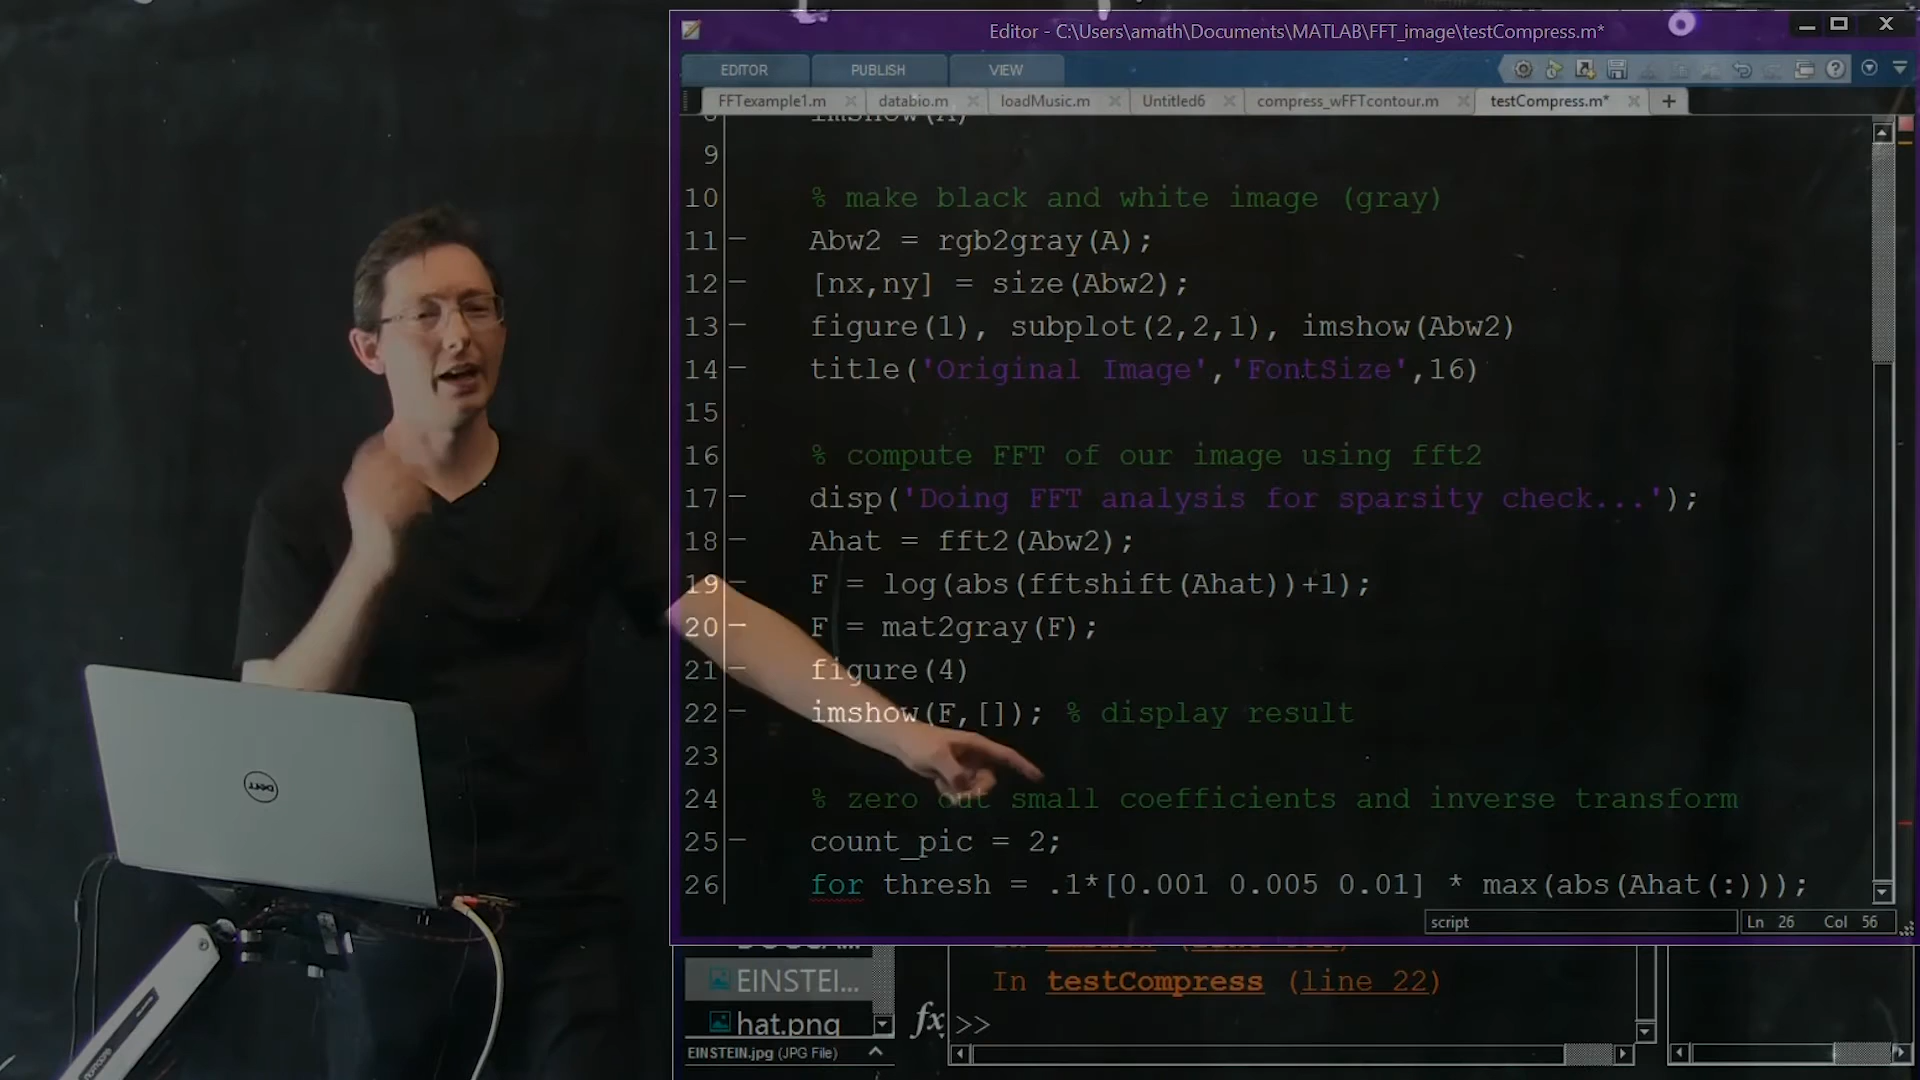 Editor - C:\Users\amath\Documents\MATLAB\FFT_image\testCompress.m*
EDITOR PUBLISH VIEW
FFTexample1.m databio.m loadMusic.m Untitled6 compress_wFFTcontour.m testCompress.m*
imshow(A)
9
10 % make black and white image (gray)
11 Abw2 = rgb2gray(A);
12 [nx,ny] = size(Abw2);
13 figure(1), subplot(2,2,1), imshow(Abw2)
14 title('Original Image','FontSize',16)
15
16 % compute FFT of our image using fft2
17 disp('Doing FFT analysis for sparsity check...');
18 Ahat = fft2(Abw2);
19 F = log(abs(fftshift(Ahat))+1);
20 F = mat2gray(F);
21 figure(4)
22 imshow(F,[]); % display result
23
24 % zero out small coefficients and inverse transform
25 count_pic = 2;
26 for thresh = .1*[0.001 0.005 0.01] * max(abs(Ahat(:)));
script Ln 26 Col 56
EINSTEI...
In testCompress (line 22)
hat.png
fx >>
EINSTEIN.jpg (JPG File)
DELL